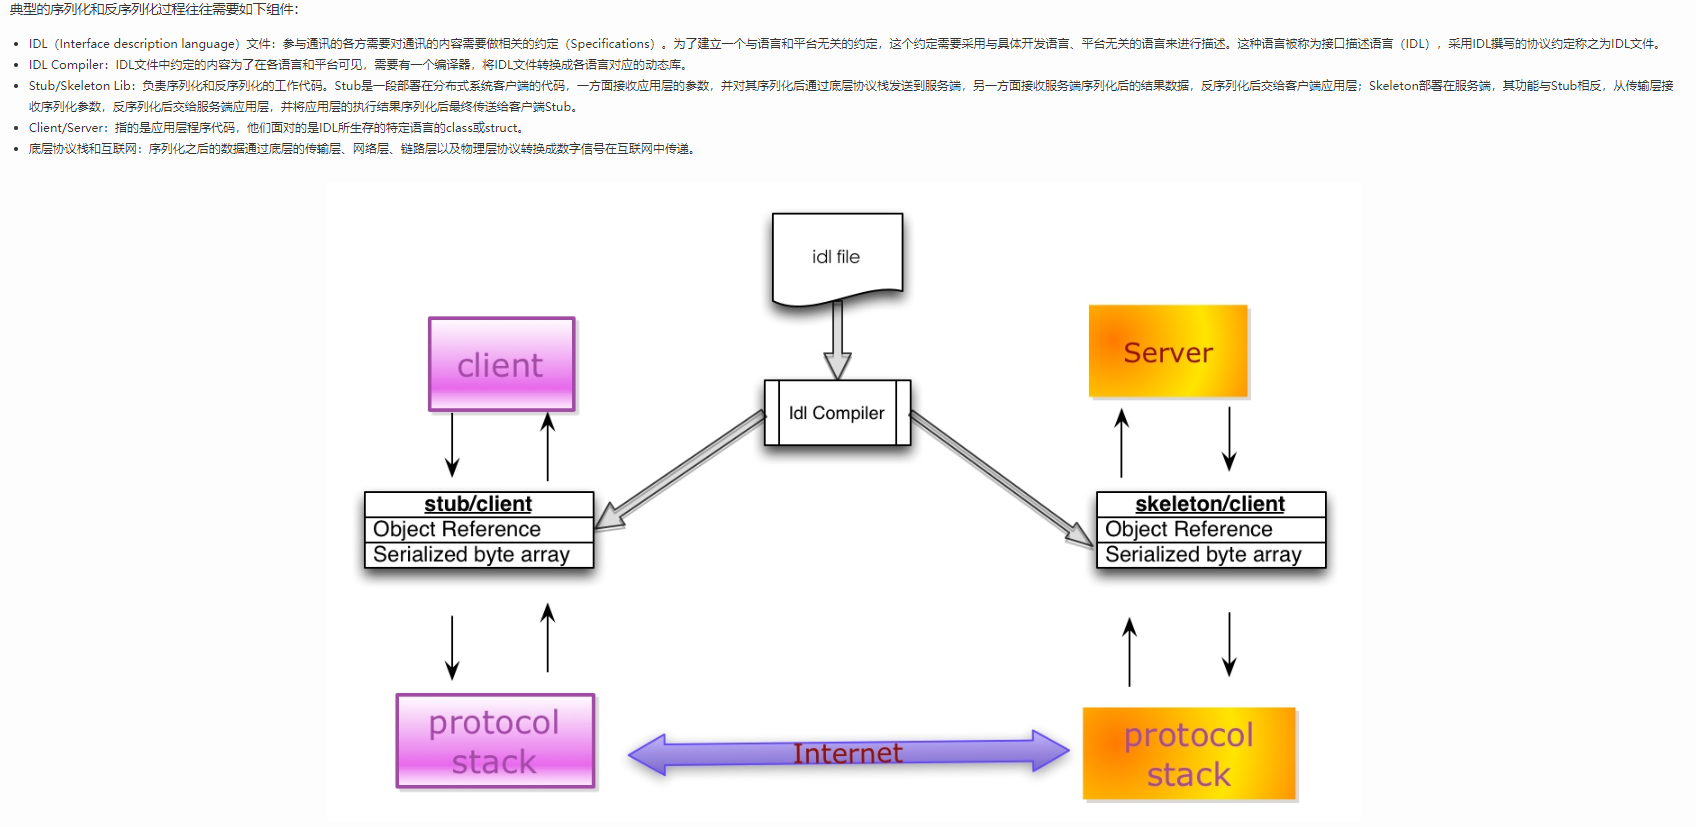 典型的序列化和反序列化过程往往需要如下组件：
IDL（Interface description language）文件：参与通讯的各方需要对通讯的内容需要做相关的约定（Specifications）。为了建立一个与语言和平台无关的约定，这个约定需要采用与具体开发语言、平台无关的语言来进行描述。这种语言被称为接口描述语言（IDL），采用IDL撰写的协议约定称之为IDL文件。
IDL Compiler：IDL文件中约定的内容为了在各语言和平台可见，需要有一个编译器，将IDL文件转换成各语言对应的动态库。
Stub/Skeleton Lib：负责序列化和反序列化的工作代码。Stub是一段部署在分布式系统客户端的代码，一方面接收应用层的参数，并对其序列化后通过底层协议栈发送到服务端，另一方面接收服务端序列化后的结果数据，反序列化后交给客户端应用层；Skeleton部署在服务端，其功能与Stub相反，从传输层接
收序列化参数，反序列化后交给服务端应用层，并将应用层的执行结果序列化后最终传送给客户端Stub。
Client/Server：指的是应用层程序代码，他们面对的是IDL所生存的特定语言的class或struct。
底层协议栈和互联网：序列化之后的数据通过底层的传输层、网络层、链路层以及物理层协议转换成数字信号在互联网中传递。
idl file
client
Server
Idl Compiler
stub/client
Object Reference
Serialized byte array
skeleton/client
Object Reference
Serialized byte array
protocol
stack
Internet
protocol
stack